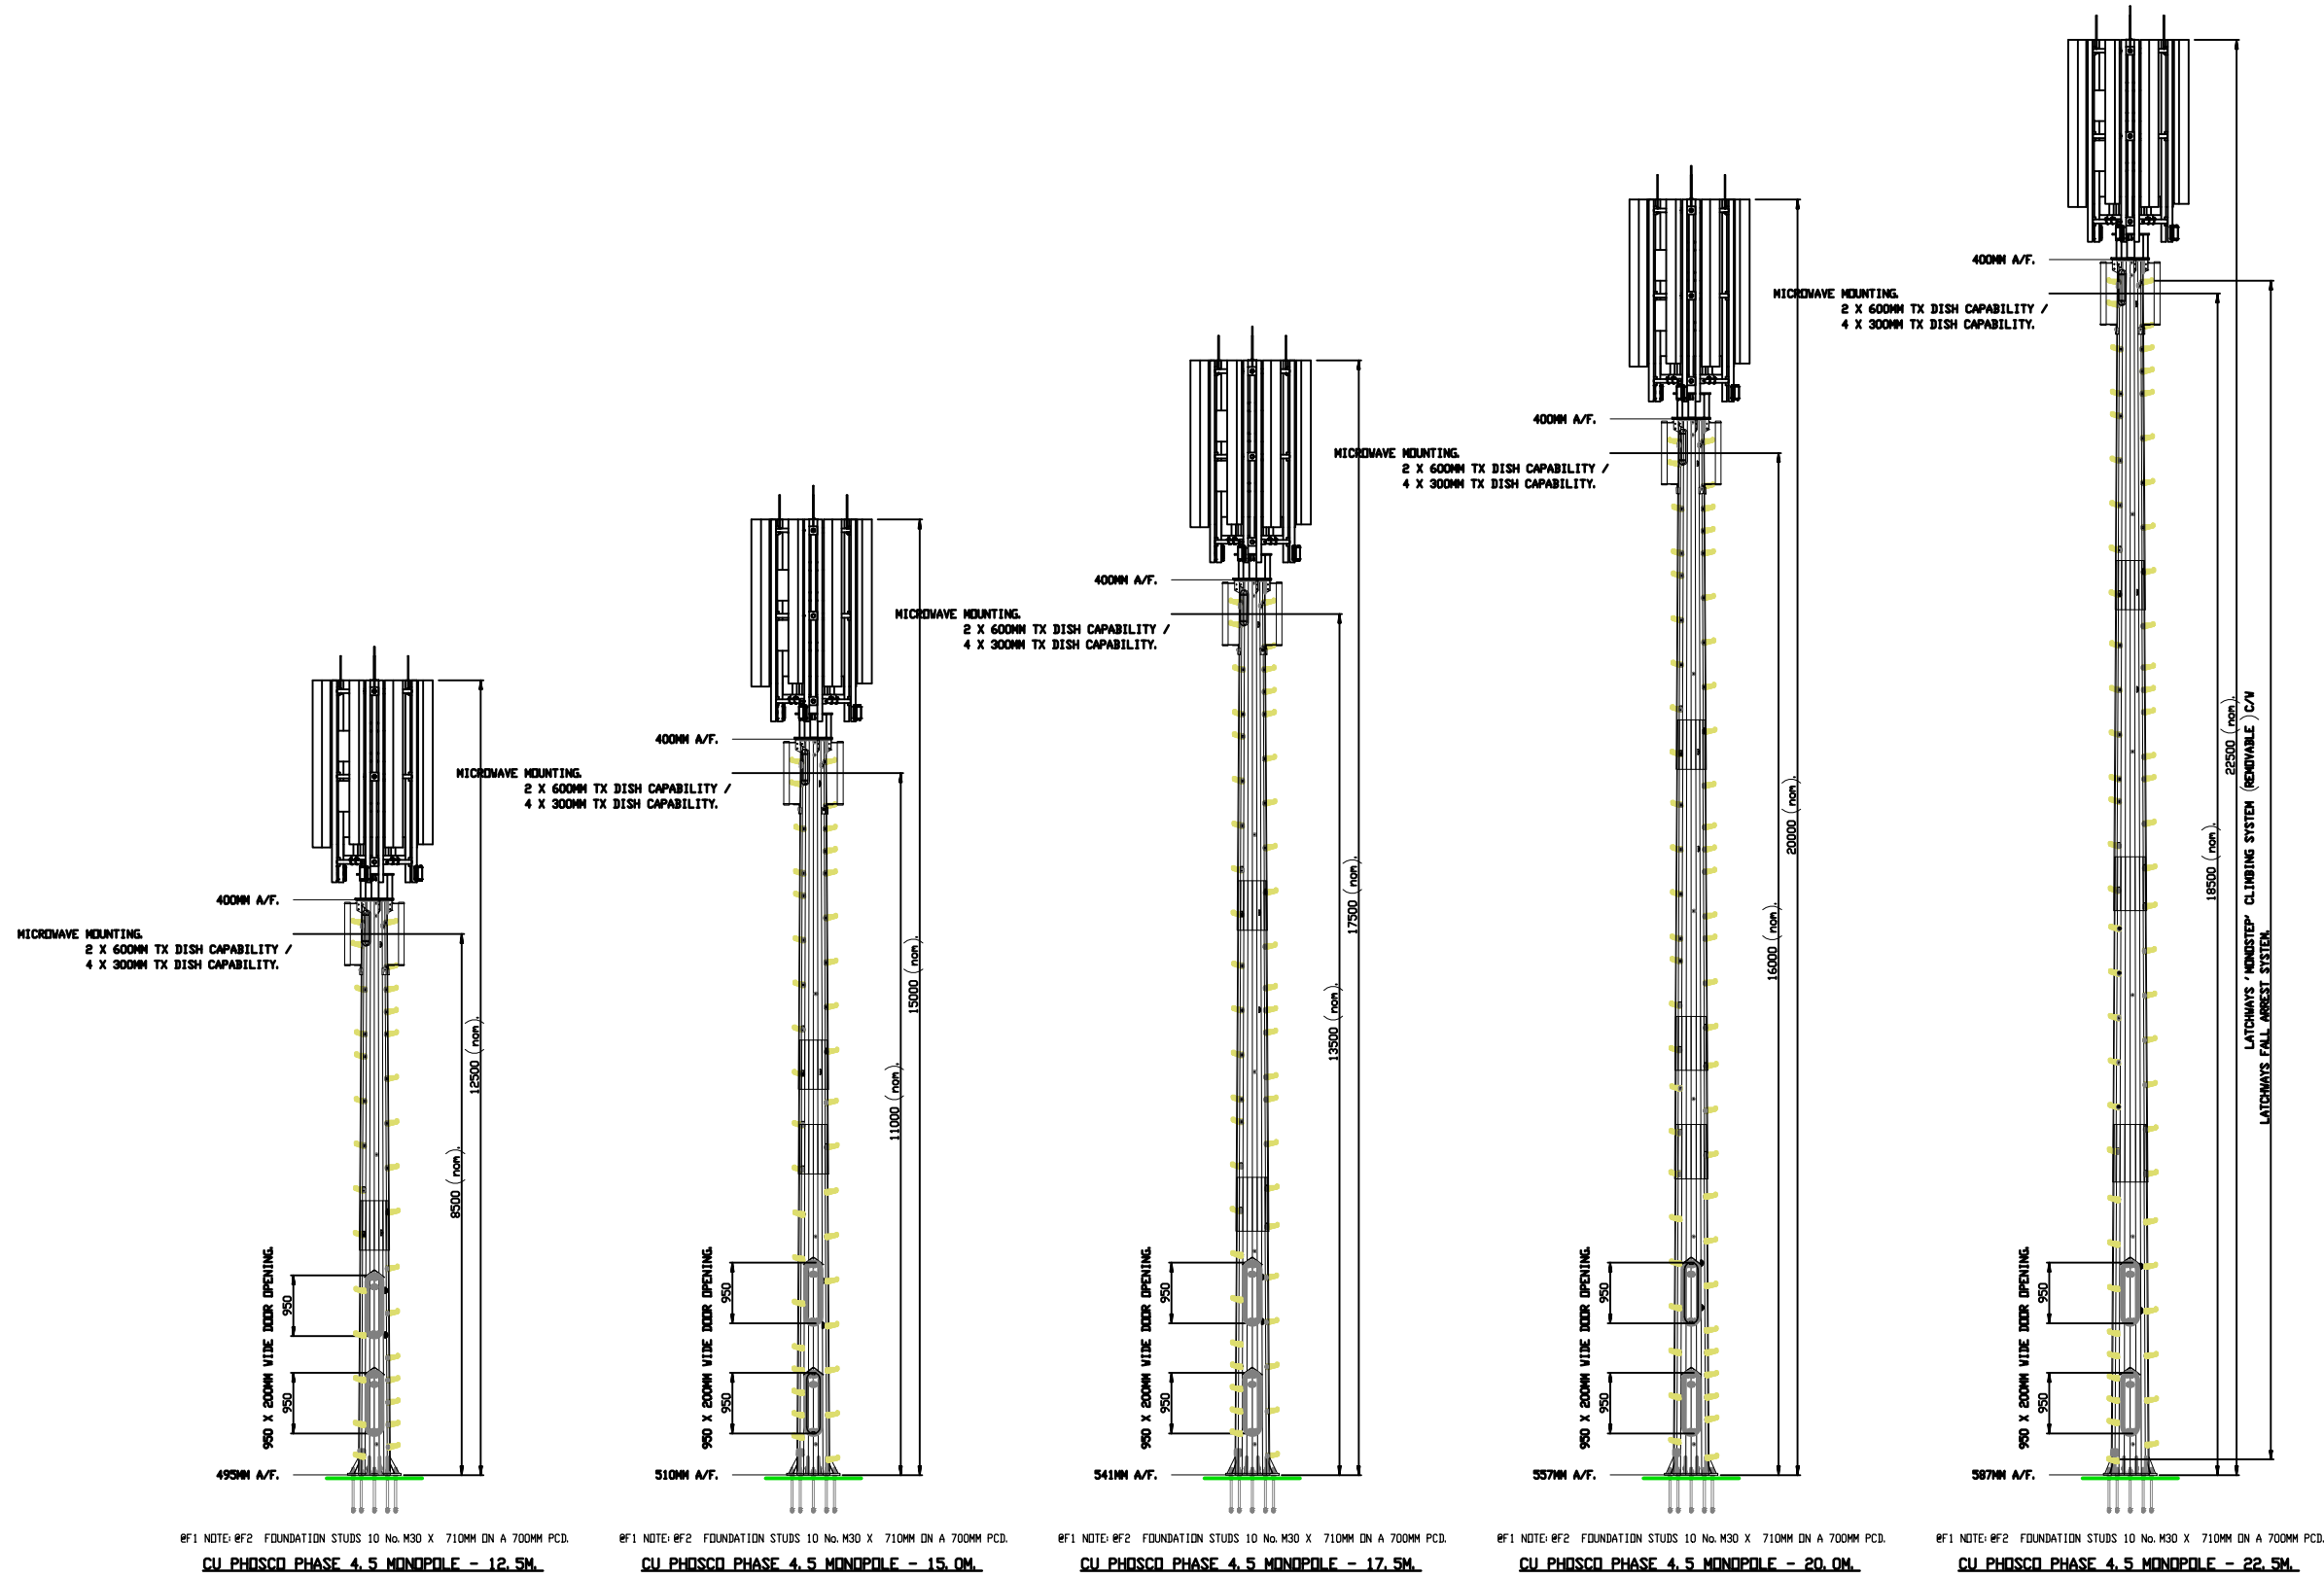 400MM A/F.
MICROWAVE MOUNTING.
2 X 600MM TX DISH CAPABILITY /
4 X 300MM TX DISH CAPABILITY.
12500 (nom).
8500 (nom).
950 X 200MM WIDE DOOR OPENING.
950
950
495MM A/F.
@F1 NOTE: @F2 FOUNDATION STUDS 10 No. M30 X 710MM ON A 700MM PCD.
CU PHOSCO PHASE 4.5 MONOPOLE - 12.5M.
400MM A/F.
MICROWAVE MOUNTING.
2 X 600MM TX DISH CAPABILITY /
4 X 300MM TX DISH CAPABILITY.
15000 (nom).
11000 (nom).
950 X 200MM WIDE DOOR OPENING.
950
950
510MM A/F.
@F1 NOTE: @F2 FOUNDATION STUDS 10 No. M30 X 710MM ON A 700MM PCD.
CU PHOSCO PHASE 4.5 MONOPOLE - 15.0M.
400MM A/F.
MICROWAVE MOUNTING.
2 X 600MM TX DISH CAPABILITY /
4 X 300MM TX DISH CAPABILITY.
17500 (nom).
13500 (nom).
950 X 200MM WIDE DOOR OPENING.
950
950
541MM A/F.
@F1 NOTE: @F2 FOUNDATION STUDS 10 No. M30 X 710MM ON A 700MM PCD.
CU PHOSCO PHASE 4.5 MONOPOLE - 17.5M.
400MM A/F.
MICROWAVE MOUNTING.
2 X 600MM TX DISH CAPABILITY /
4 X 300MM TX DISH CAPABILITY.
20000 (nom).
16000 (nom).
950 X 200MM WIDE DOOR OPENING.
950
950
557MM A/F.
@F1 NOTE: @F2 FOUNDATION STUDS 10 No. M30 X 710MM ON A 700MM PCD.
CU PHOSCO PHASE 4.5 MONOPOLE - 20.0M.
400MM A/F.
MICROWAVE MOUNTING.
2 X 600MM TX DISH CAPABILITY /
4 X 300MM TX DISH CAPABILITY.
22500 (nom).
18500 (nom).
LATCHWAYS 'MONOSTEP' CLIMBING SYSTEM (REMOVABLE) C/W
LATCHWAYS FALL ARREST SYSTEM.
950 X 200MM WIDE DOOR OPENING.
950
950
587MM A/F.
@F1 NOTE: @F2 FOUNDATION STUDS 10 No. M30 X 710MM ON A 700MM PCD.
CU PHOSCO PHASE 4.5 MONOPOLE - 22.5M.